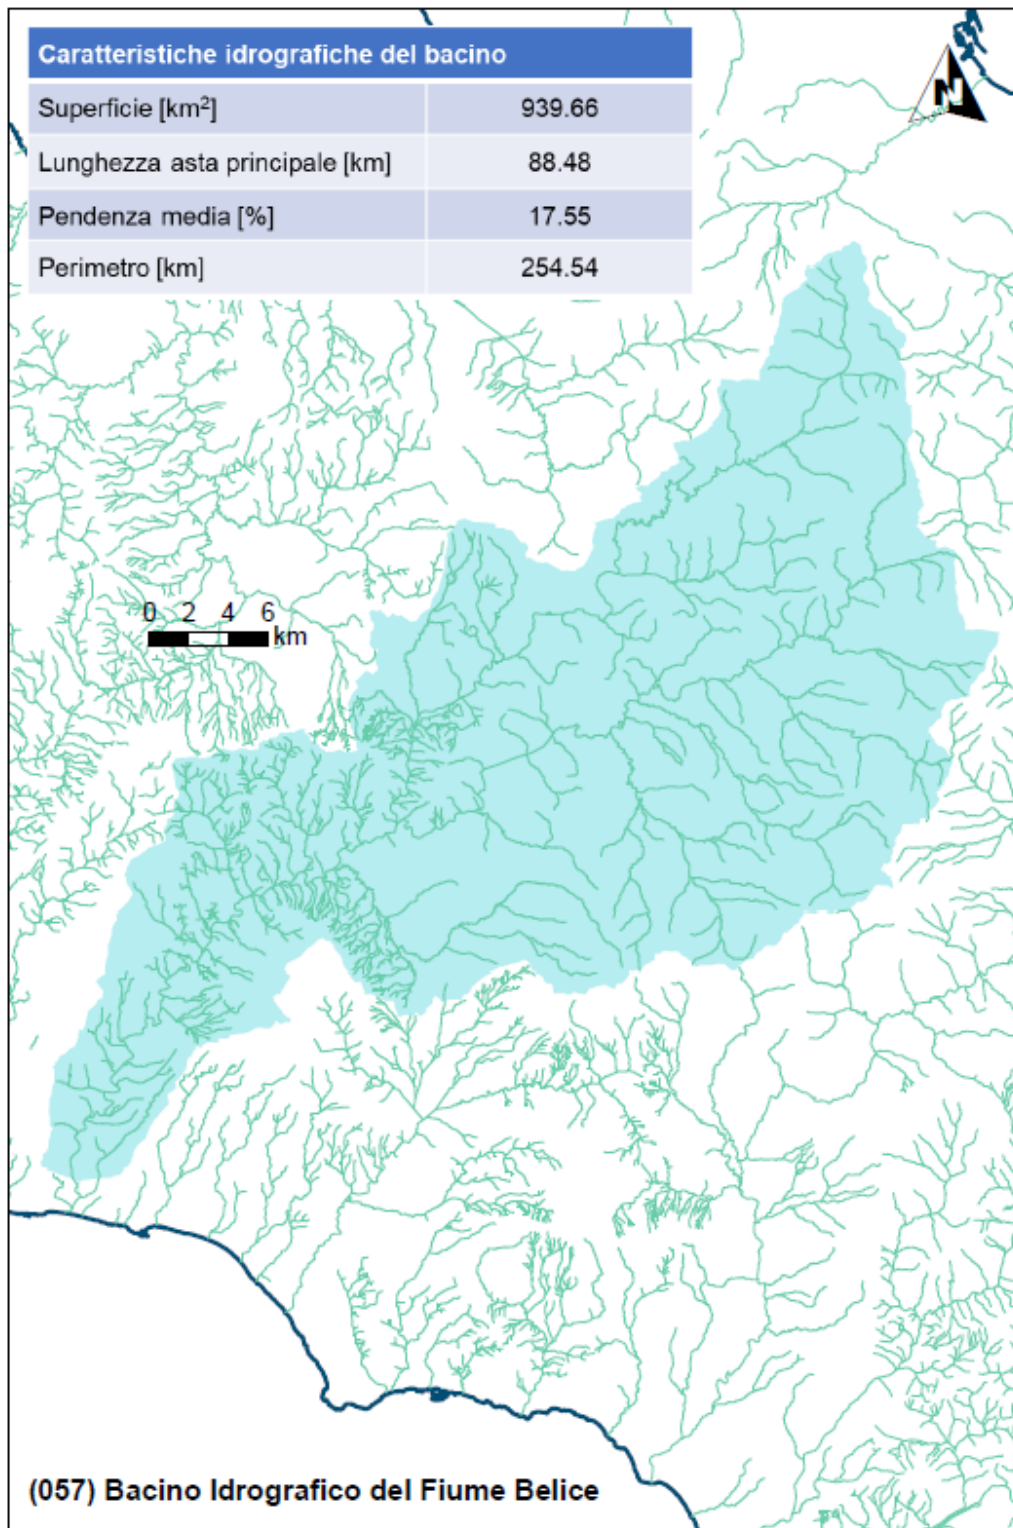 Caratteristiche idrografiche del bacino
Superficie [km²] 939.66
Lunghezza asta principale [km] 88.48
Pendenza media [%] 17.55
Perimetro [km] 254.54
N
0 2 4 6
km
(057) Bacino Idrografico del Fiume Belice